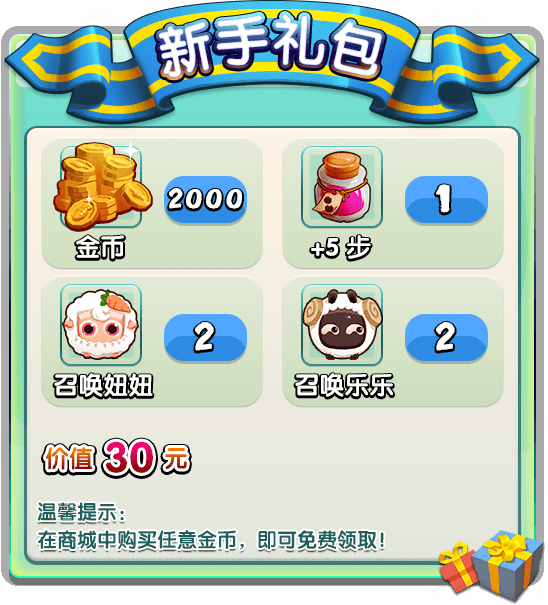 新手礼包
2000
金币
1
+5 步
2
召唤妞妞
2
召唤乐乐
价值 30 元
温馨提示：
在商城中购买任意金币，即可免费领取！